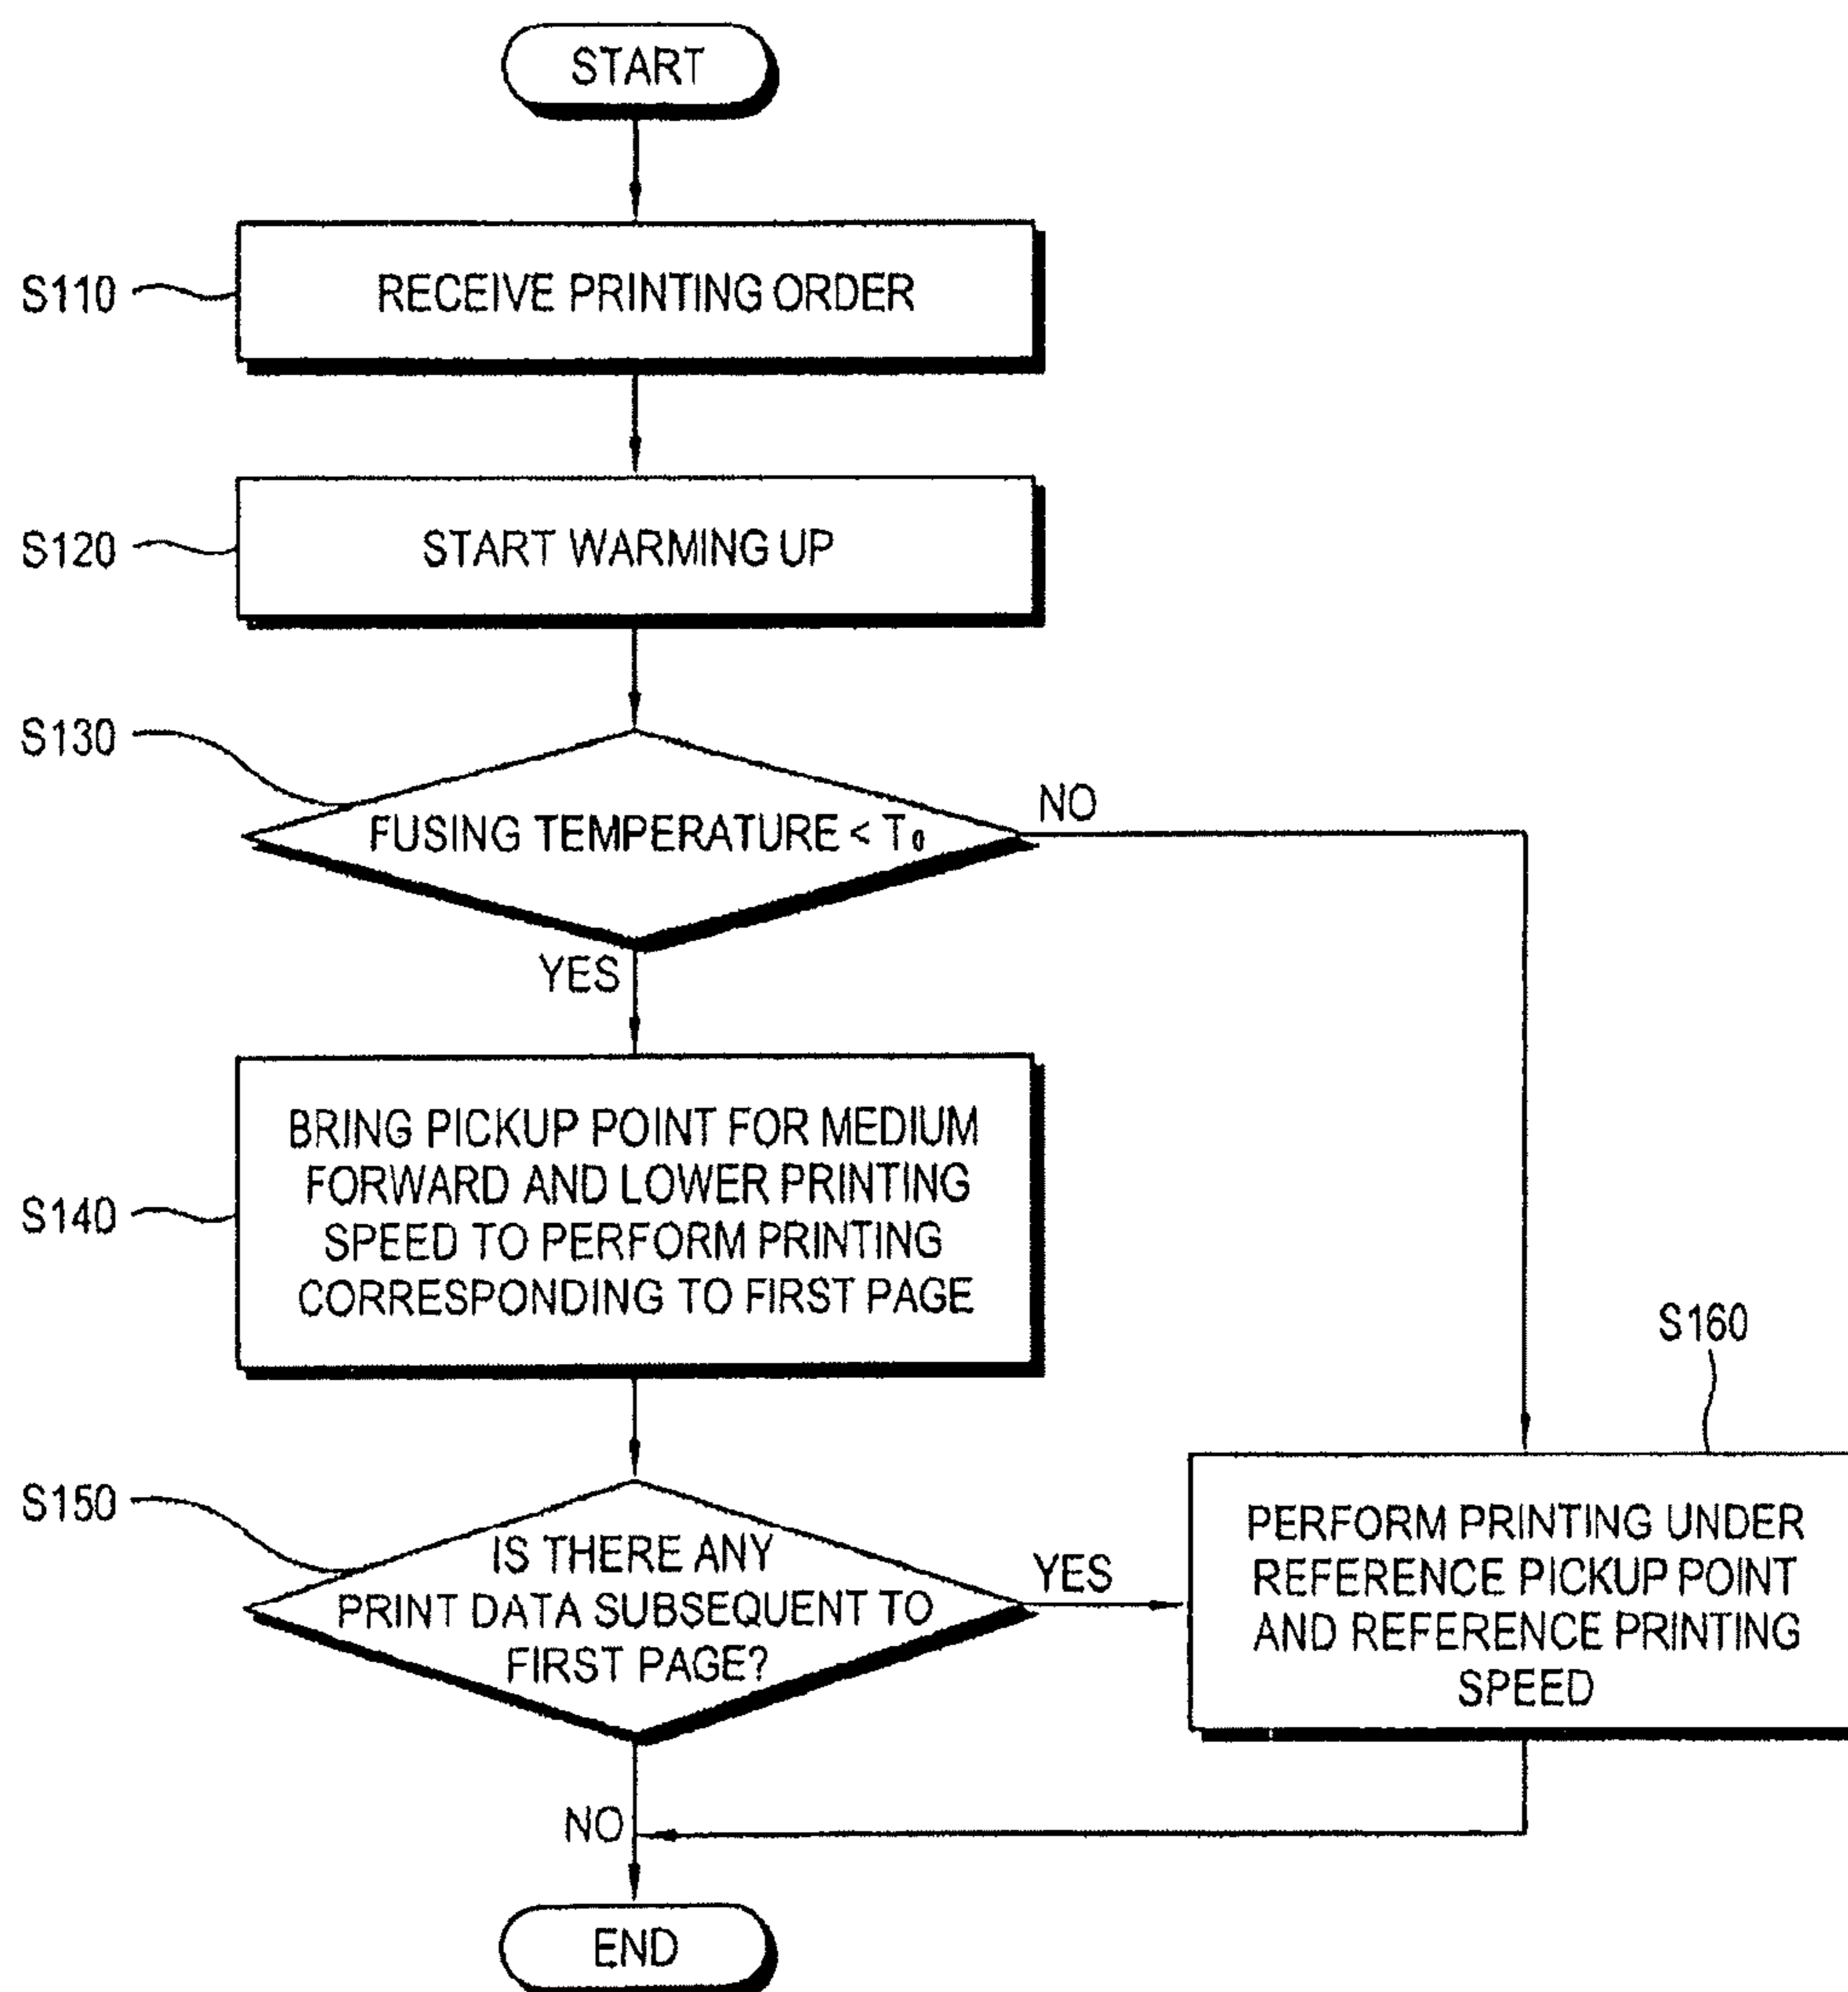 START
S110
RECEIVE PRINTING ORDER
S120
START WARMING UP
S130
FUSING TEMPERATURE < T₀
NO
YES
S140
BRING PICKUP POINT FOR MEDIUM
FORWARD AND LOWER PRINTING
SPEED TO PERFORM PRINTING
CORRESPONDING TO FIRST PAGE
S150
IS THERE ANY
PRINT DATA SUBSEQUENT TO
FIRST PAGE?
YES
S160
PERFORM PRINTING UNDER
REFERENCE PICKUP POINT
AND REFERENCE PRINTING
SPEED
NO
END